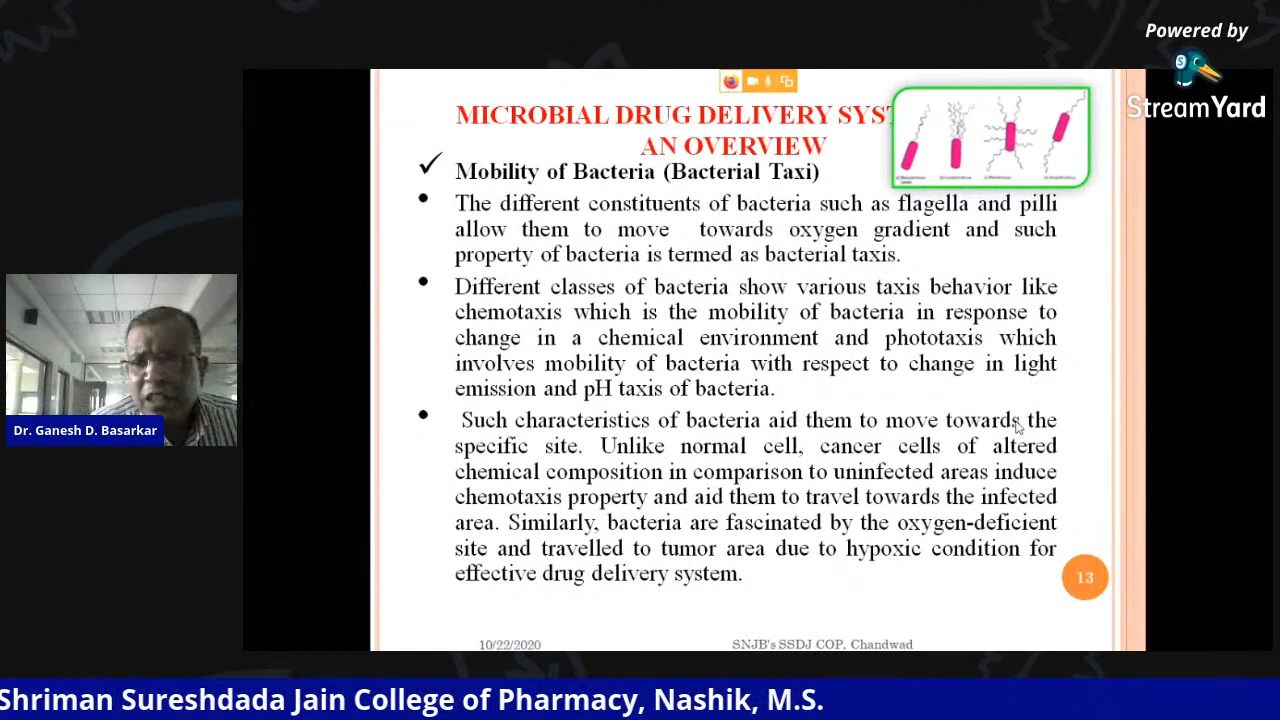 Powered by
StreamYard
MICROBIAL DRUG DELIVERY SYST
AN OVERVIEW
✓ Mobility of Bacteria (Bacterial Taxi)
• The different constituents of bacteria such as flagella and pilli
allow them to move towards oxygen gradient and such
property of bacteria is termed as bacterial taxis.
• Different classes of bacteria show various taxis behavior like
chemotaxis which is the mobility of bacteria in response to
change in a chemical environment and phototaxis which
involves mobility of bacteria with respect to change in light
emission and pH taxis of bacteria.
• Such characteristics of bacteria aid them to move towards the
specific site. Unlike normal cell, cancer cells of altered
chemical composition in comparison to uninfected areas induce
chemotaxis property and aid them to travel towards the infected
area. Similarly, bacteria are fascinated by the oxygen-deficient
site and travelled to tumor area due to hypoxic condition for
effective drug delivery system.
13
10/22/2020 SNJB's SSDJ COP, Chandwad
Dr. Ganesh D. Basarkar
Shriman Sureshdada Jain College of Pharmacy, Nashik, M.S.